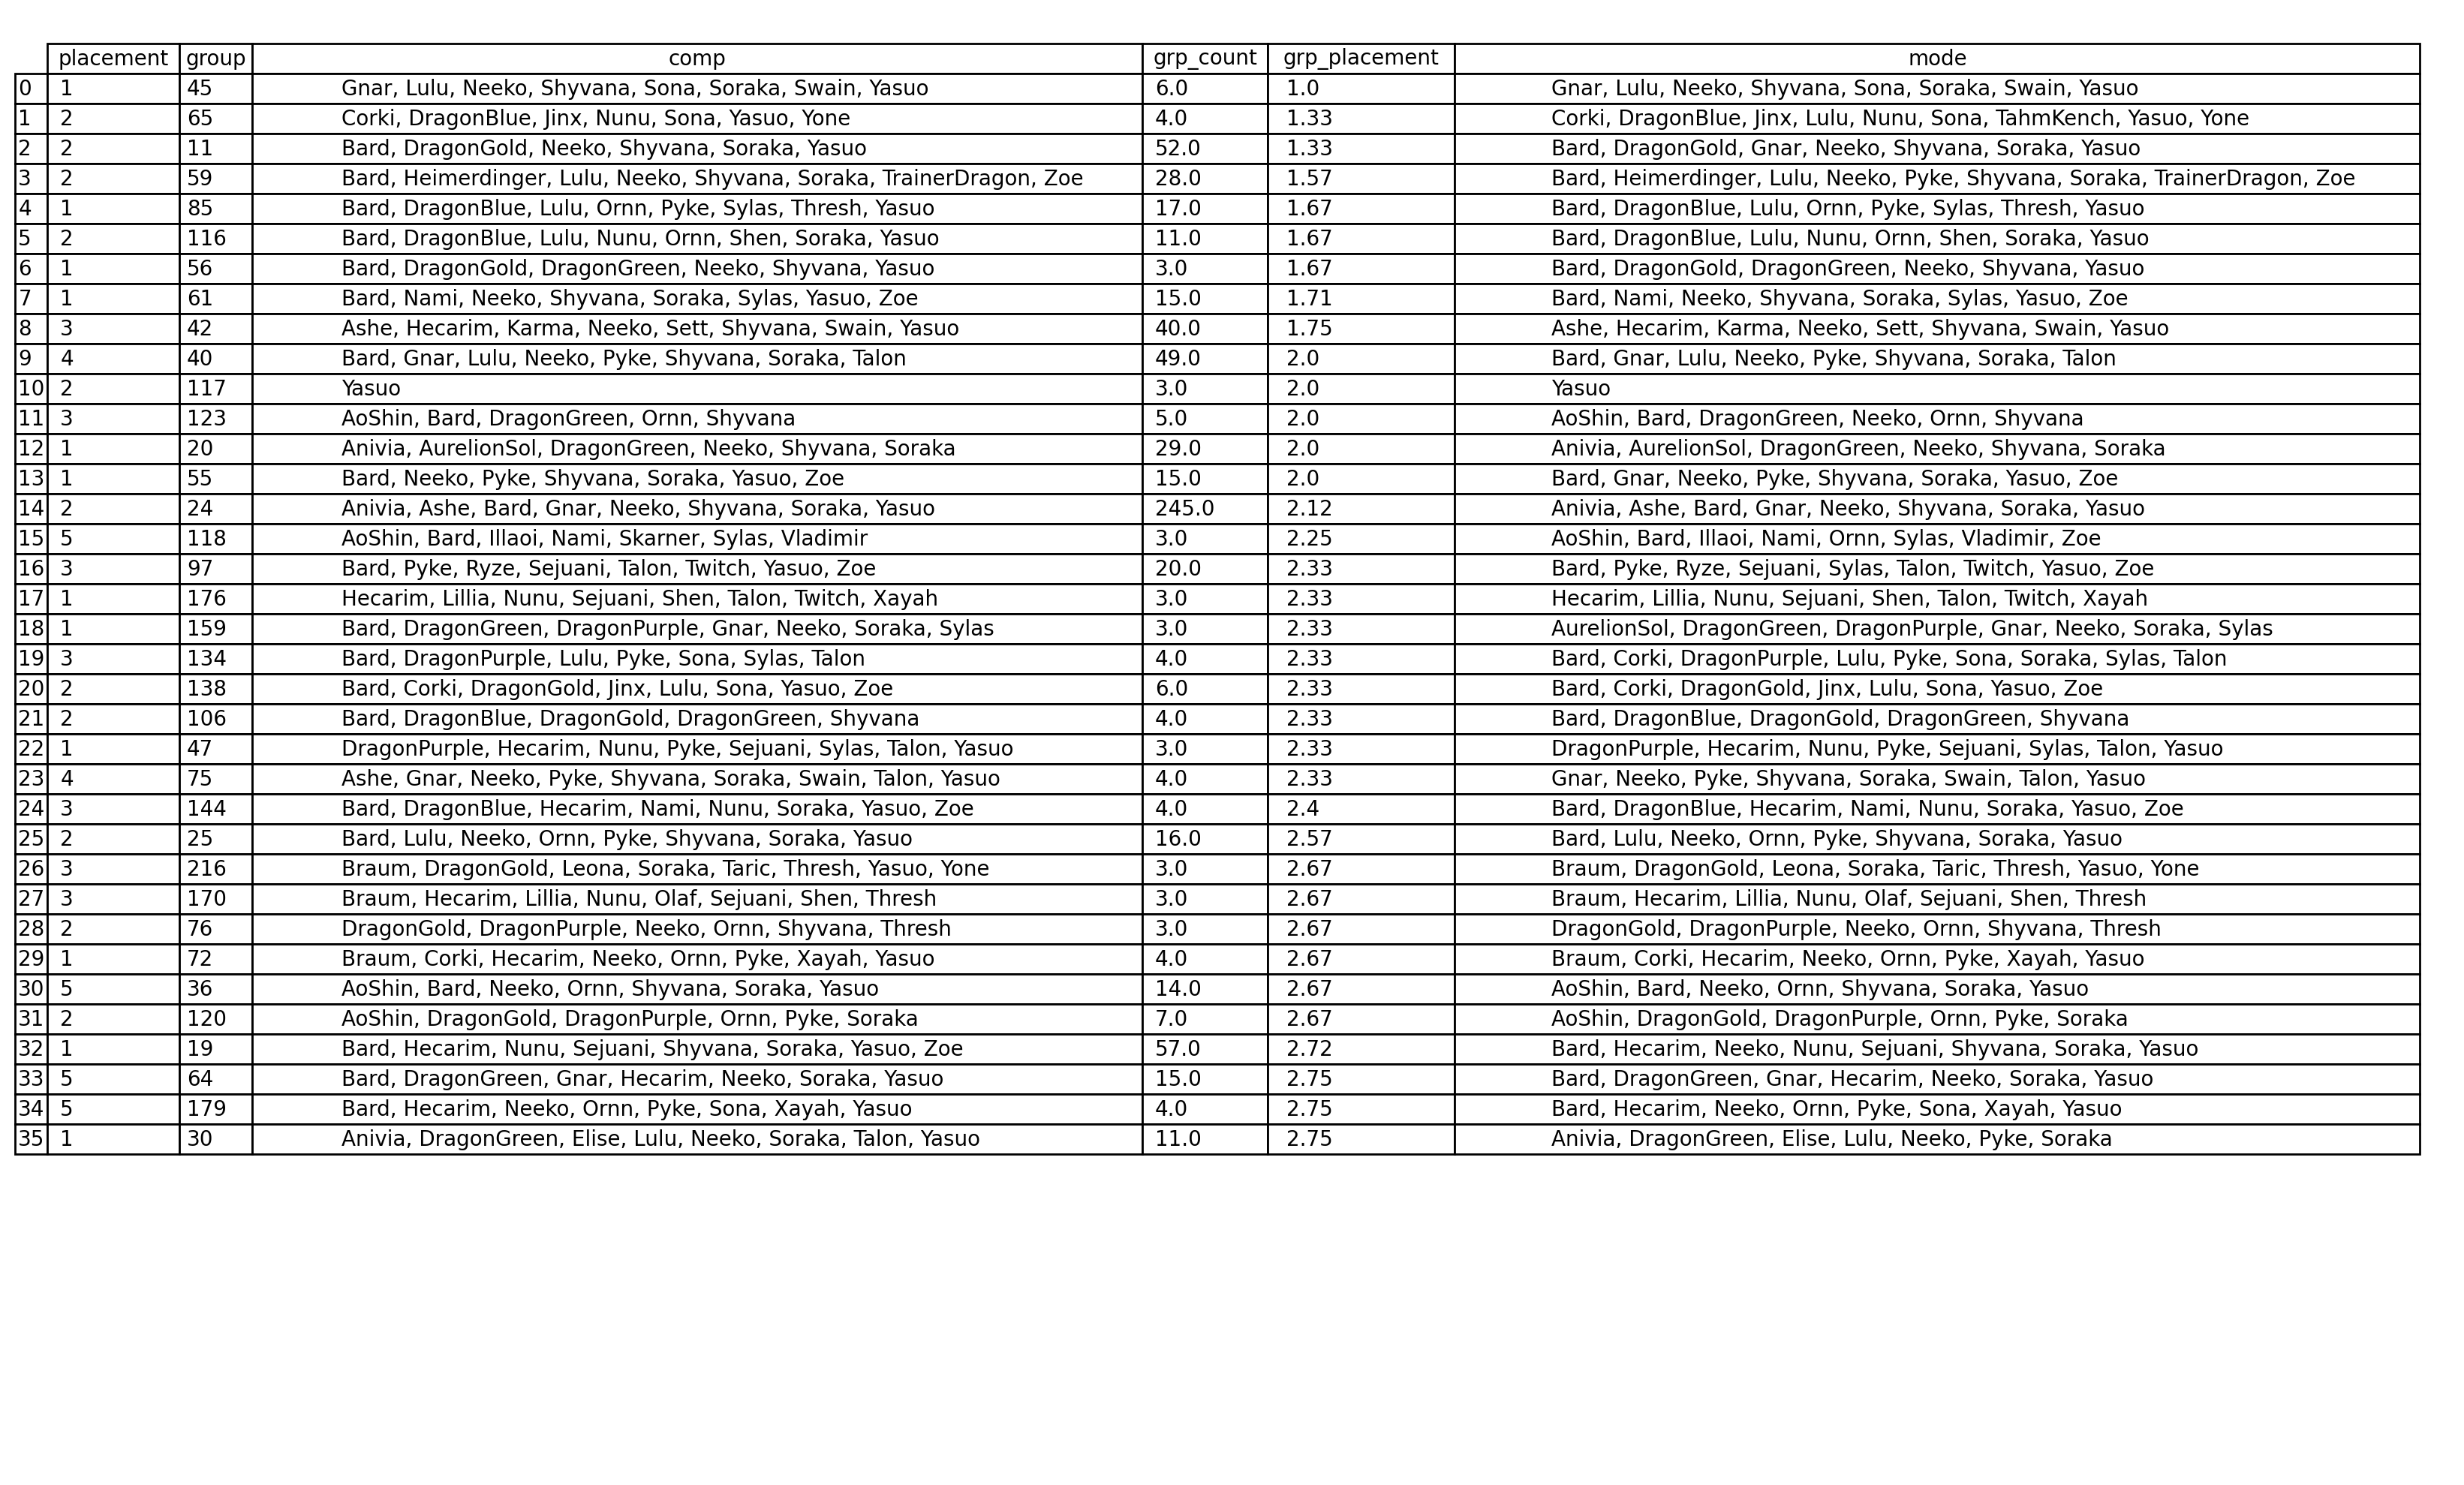 placement group comp grp_count grp_placement mode
0 1 45 Gnar, Lulu, Neeko, Shyvana, Sona, Soraka, Swain, Yasuo 6.0 1.0 Gnar, Lulu, Neeko, Shyvana, Sona, Soraka, Swain, Yasuo
1 2 65 Corki, DragonBlue, Jinx, Nunu, Sona, Yasuo, Yone 4.0 1.33 Corki, DragonBlue, Jinx, Lulu, Nunu, Sona, TahmKench, Yasuo, Yone
2 2 11 Bard, DragonGold, Neeko, Shyvana, Soraka, Yasuo 52.0 1.33 Bard, DragonGold, Gnar, Neeko, Shyvana, Soraka, Yasuo
3 2 59 Bard, Heimerdinger, Lulu, Neeko, Shyvana, Soraka, TrainerDragon, Zoe 28.0 1.57 Bard, Heimerdinger, Lulu, Neeko, Pyke, Shyvana, Soraka, TrainerDragon, Zoe
4 1 85 Bard, DragonBlue, Lulu, Ornn, Pyke, Sylas, Thresh, Yasuo 17.0 1.67 Bard, DragonBlue, Lulu, Ornn, Pyke, Sylas, Thresh, Yasuo
5 2 116 Bard, DragonBlue, Lulu, Nunu, Ornn, Shen, Soraka, Yasuo 11.0 1.67 Bard, DragonBlue, Lulu, Nunu, Ornn, Shen, Soraka, Yasuo
6 1 56 Bard, DragonGold, DragonGreen, Neeko, Shyvana, Yasuo 3.0 1.67 Bard, DragonGold, DragonGreen, Neeko, Shyvana, Yasuo
7 1 61 Bard, Nami, Neeko, Shyvana, Soraka, Sylas, Yasuo, Zoe 15.0 1.71 Bard, Nami, Neeko, Shyvana, Soraka, Sylas, Yasuo, Zoe
8 3 42 Ashe, Hecarim, Karma, Neeko, Sett, Shyvana, Swain, Yasuo 40.0 1.75 Ashe, Hecarim, Karma, Neeko, Sett, Shyvana, Swain, Yasuo
9 4 40 Bard, Gnar, Lulu, Neeko, Pyke, Shyvana, Soraka, Talon 49.0 2.0 Bard, Gnar, Lulu, Neeko, Pyke, Shyvana, Soraka, Talon
10 2 117 Yasuo 3.0 2.0 Yasuo
11 3 123 AoShin, Bard, DragonGreen, Ornn, Shyvana 5.0 2.0 AoShin, Bard, DragonGreen, Neeko, Ornn, Shyvana
12 1 20 Anivia, AurelionSol, DragonGreen, Neeko, Shyvana, Soraka 29.0 2.0 Anivia, AurelionSol, DragonGreen, Neeko, Shyvana, Soraka
13 1 55 Bard, Neeko, Pyke, Shyvana, Soraka, Yasuo, Zoe 15.0 2.0 Bard, Gnar, Neeko, Pyke, Shyvana, Soraka, Yasuo, Zoe
14 2 24 Anivia, Ashe, Bard, Gnar, Neeko, Shyvana, Soraka, Yasuo 245.0 2.12 Anivia, Ashe, Bard, Gnar, Neeko, Shyvana, Soraka, Yasuo
15 5 118 AoShin, Bard, Illaoi, Nami, Skarner, Sylas, Vladimir 3.0 2.25 AoShin, Bard, Illaoi, Nami, Ornn, Sylas, Vladimir, Zoe
16 3 97 Bard, Pyke, Ryze, Sejuani, Talon, Twitch, Yasuo, Zoe 20.0 2.33 Bard, Pyke, Ryze, Sejuani, Sylas, Talon, Twitch, Yasuo, Zoe
17 1 176 Hecarim, Lillia, Nunu, Sejuani, Shen, Talon, Twitch, Xayah 3.0 2.33 Hecarim, Lillia, Nunu, Sejuani, Shen, Talon, Twitch, Xayah
18 1 159 Bard, DragonGreen, DragonPurple, Gnar, Neeko, Soraka, Sylas 3.0 2.33 AurelionSol, DragonGreen, DragonPurple, Gnar, Neeko, Soraka, Sylas
19 3 134 Bard, DragonPurple, Lulu, Pyke, Sona, Sylas, Talon 4.0 2.33 Bard, Corki, DragonPurple, Lulu, Pyke, Sona, Soraka, Sylas, Talon
20 2 138 Bard, Corki, DragonGold, Jinx, Lulu, Sona, Yasuo, Zoe 6.0 2.33 Bard, Corki, DragonGold, Jinx, Lulu, Sona, Yasuo, Zoe
21 2 106 Bard, DragonBlue, DragonGold, DragonGreen, Shyvana 4.0 2.33 Bard, DragonBlue, DragonGold, DragonGreen, Shyvana
22 1 47 DragonPurple, Hecarim, Nunu, Pyke, Sejuani, Sylas, Talon, Yasuo 3.0 2.33 DragonPurple, Hecarim, Nunu, Pyke, Sejuani, Sylas, Talon, Yasuo
23 4 75 Ashe, Gnar, Neeko, Pyke, Shyvana, Soraka, Swain, Talon, Yasuo 4.0 2.33 Gnar, Neeko, Pyke, Shyvana, Soraka, Swain, Talon, Yasuo
24 3 144 Bard, DragonBlue, Hecarim, Nami, Nunu, Soraka, Yasuo, Zoe 4.0 2.4 Bard, DragonBlue, Hecarim, Nami, Nunu, Soraka, Yasuo, Zoe
25 2 25 Bard, Lulu, Neeko, Ornn, Pyke, Shyvana, Soraka, Yasuo 16.0 2.57 Bard, Lulu, Neeko, Ornn, Pyke, Shyvana, Soraka, Yasuo
26 3 216 Braum, DragonGold, Leona, Soraka, Taric, Thresh, Yasuo, Yone 3.0 2.67 Braum, DragonGold, Leona, Soraka, Taric, Thresh, Yasuo, Yone
27 3 170 Braum, Hecarim, Lillia, Nunu, Olaf, Sejuani, Shen, Thresh 3.0 2.67 Braum, Hecarim, Lillia, Nunu, Olaf, Sejuani, Shen, Thresh
28 2 76 DragonGold, DragonPurple, Neeko, Ornn, Shyvana, Thresh 3.0 2.67 DragonGold, DragonPurple, Neeko, Ornn, Shyvana, Thresh
29 1 72 Braum, Corki, Hecarim, Neeko, Ornn, Pyke, Xayah, Yasuo 4.0 2.67 Braum, Corki, Hecarim, Neeko, Ornn, Pyke, Xayah, Yasuo
30 5 36 AoShin, Bard, Neeko, Ornn, Shyvana, Soraka, Yasuo 14.0 2.67 AoShin, Bard, Neeko, Ornn, Shyvana, Soraka, Yasuo
31 2 120 AoShin, DragonGold, DragonPurple, Ornn, Pyke, Soraka 7.0 2.67 AoShin, DragonGold, DragonPurple, Ornn, Pyke, Soraka
32 1 19 Bard, Hecarim, Nunu, Sejuani, Shyvana, Soraka, Yasuo, Zoe 57.0 2.72 Bard, Hecarim, Neeko, Nunu, Sejuani, Shyvana, Soraka, Yasuo
33 5 64 Bard, DragonGreen, Gnar, Hecarim, Neeko, Soraka, Yasuo 15.0 2.75 Bard, DragonGreen, Gnar, Hecarim, Neeko, Soraka, Yasuo
34 5 179 Bard, Hecarim, Neeko, Ornn, Pyke, Sona, Xayah, Yasuo 4.0 2.75 Bard, Hecarim, Neeko, Ornn, Pyke, Sona, Xayah, Yasuo
35 1 30 Anivia, DragonGreen, Elise, Lulu, Neeko, Soraka, Talon, Yasuo 11.0 2.75 Anivia, DragonGreen, Elise, Lulu, Neeko, Pyke, Soraka